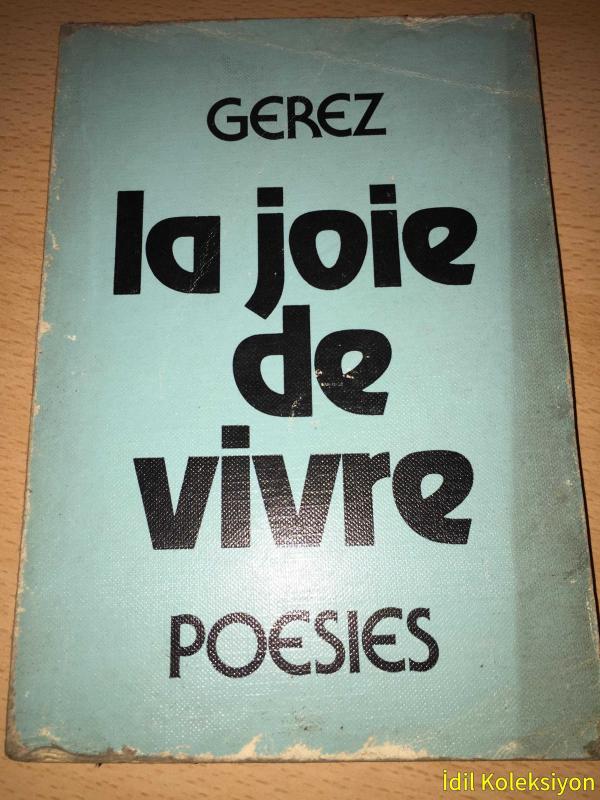 GEREZ
la joie
de
vivre
POESIES
İdil Koleksiyon